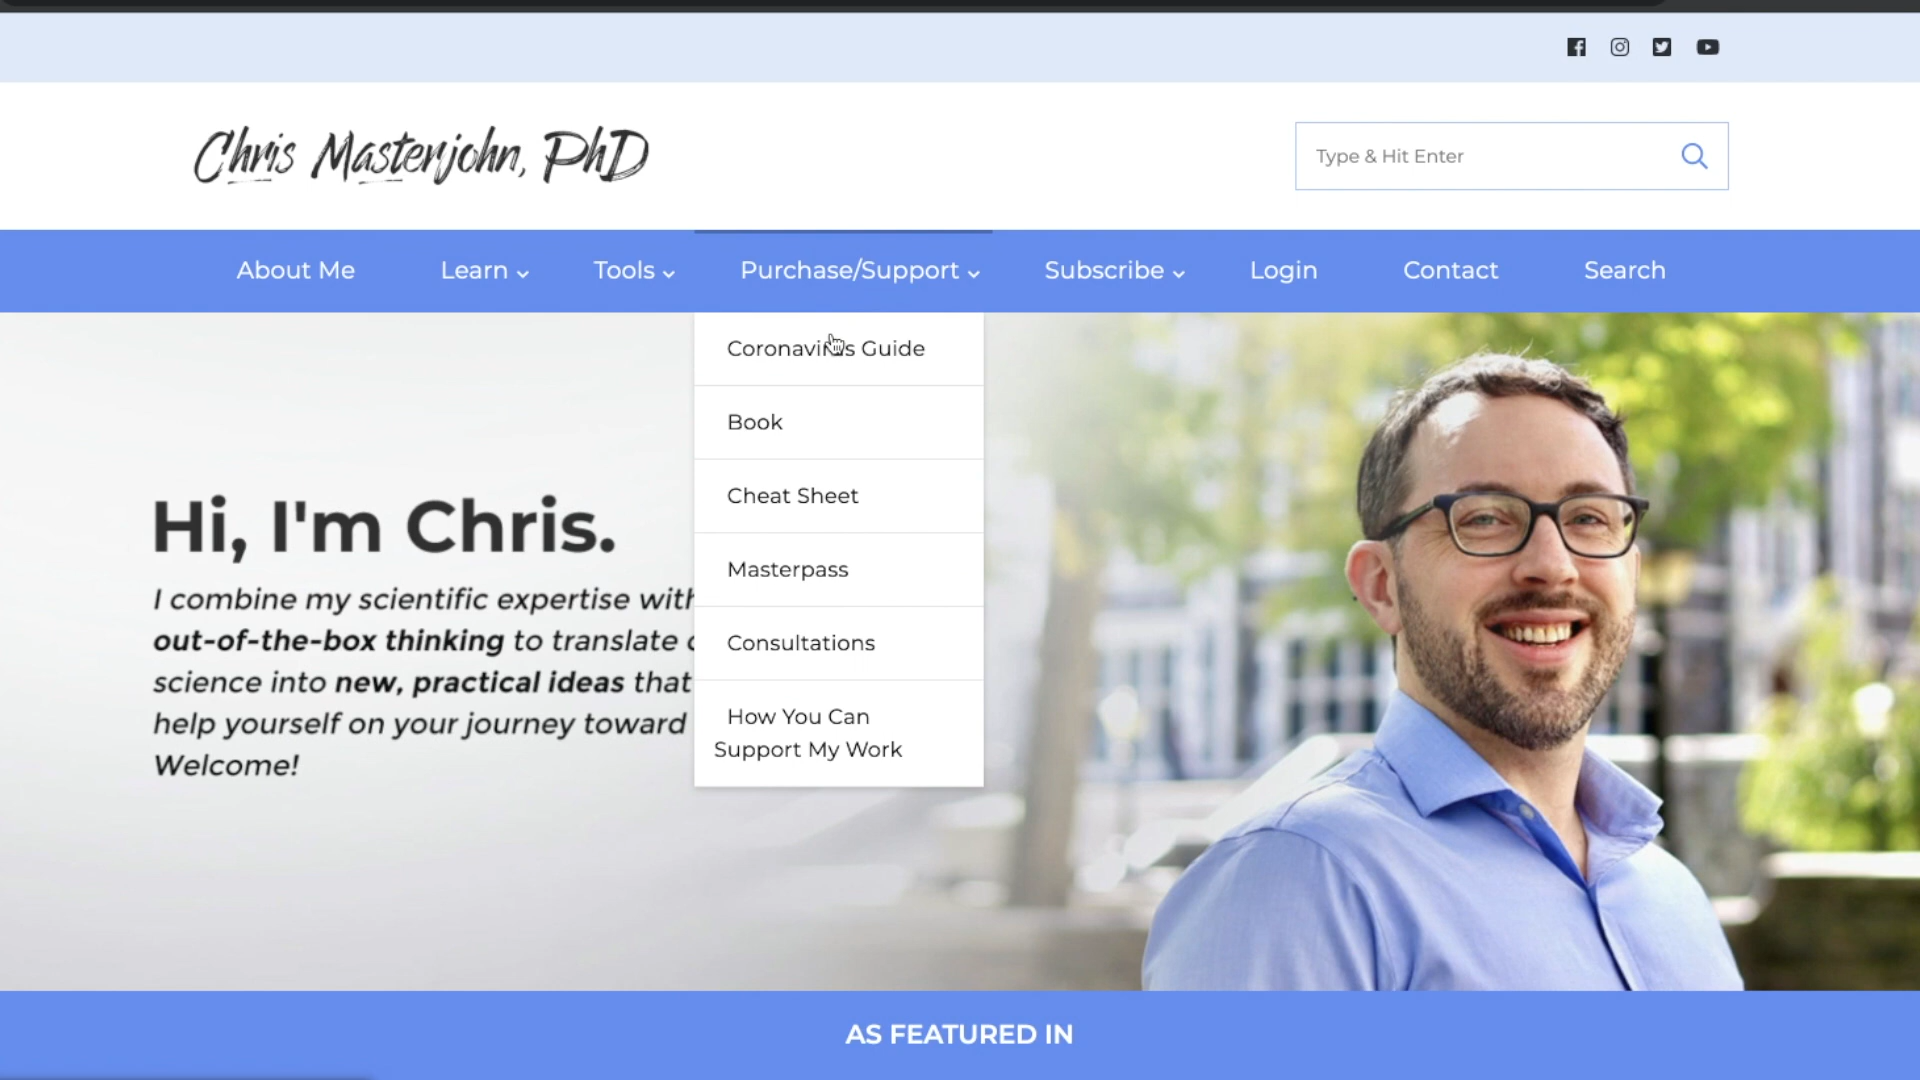 Chris Masterjohn, PhD
Type & Hit Enter
About Me
Learn
Tools
Purchase/Support
Subscribe
Login
Contact
Search
Coronavirus Guide
Book
Cheat Sheet
Masterpass
Consultations
How You Can
Support My Work
Hi, I'm Chris.
I combine my scientific expertise with
out-of-the-box thinking to translate
science into new, practical ideas that
help yourself on your journey toward
Welcome!
AS FEATURED IN